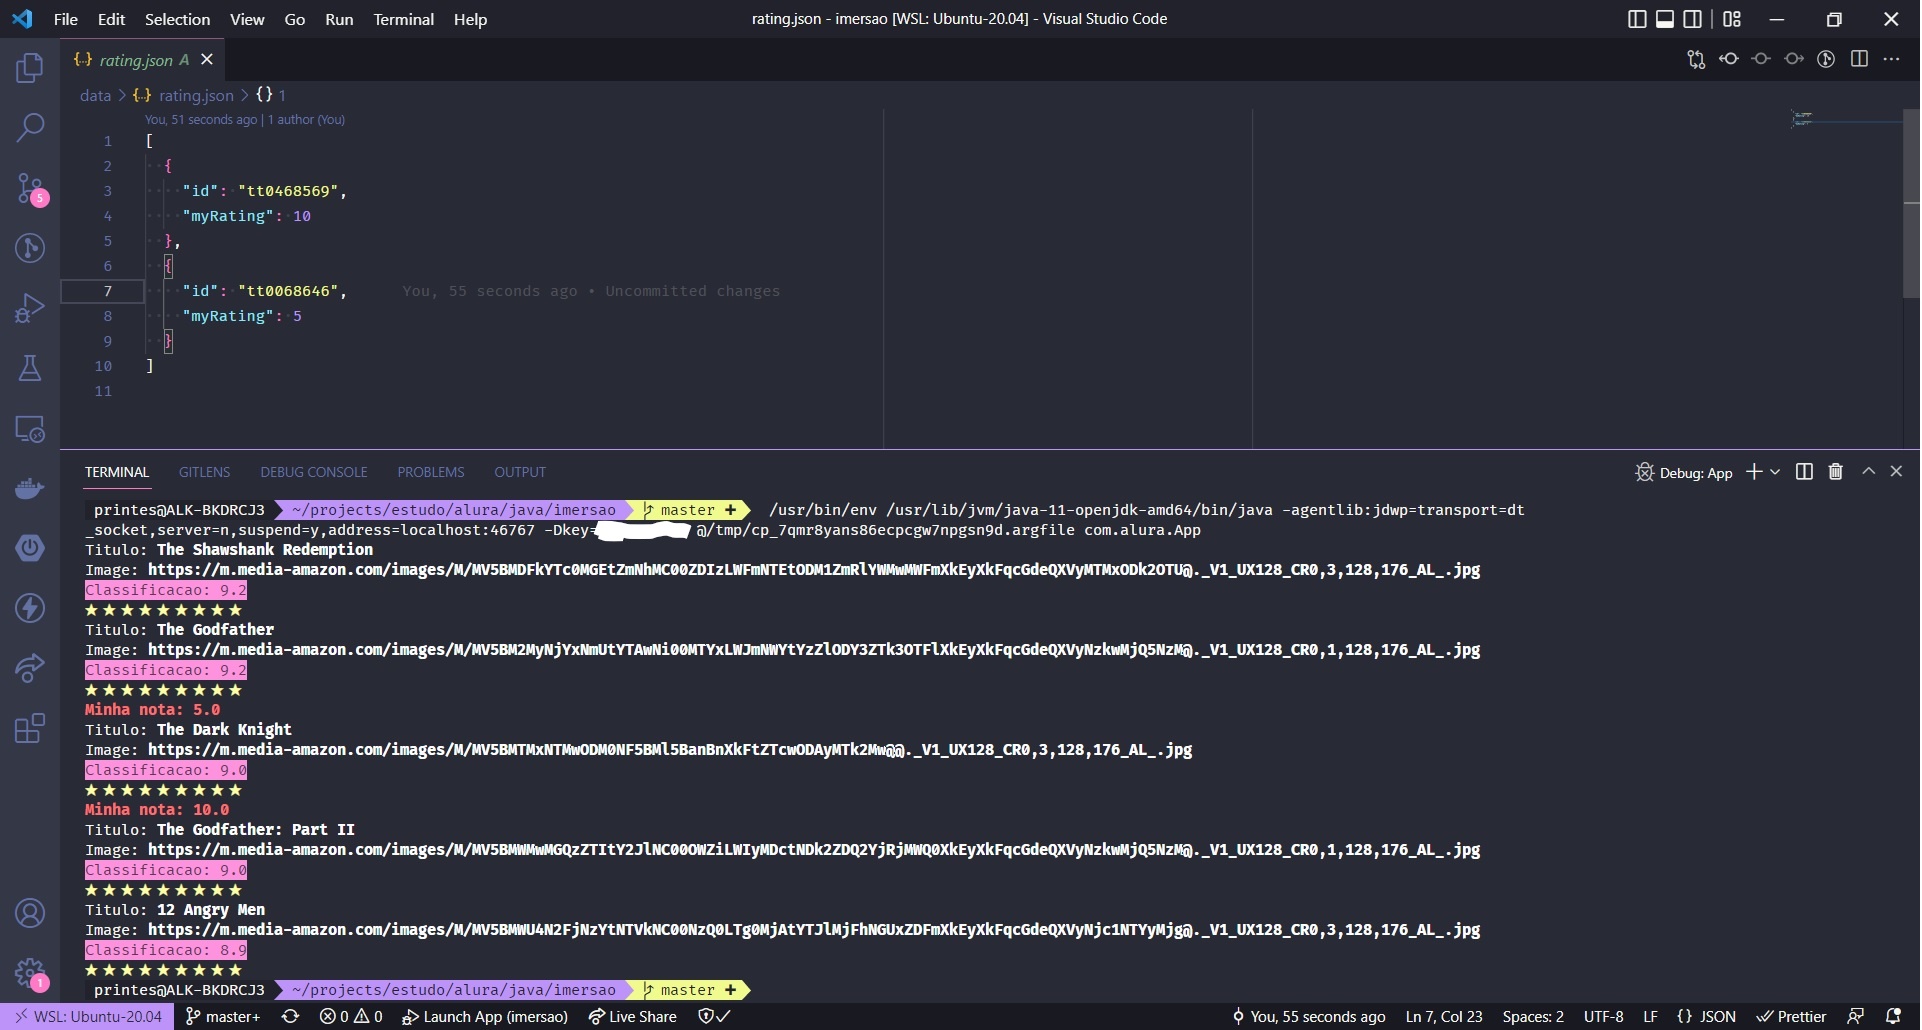 File Edit Selection View Go Run Terminal Help
rating.json - imersao [WSL: Ubuntu-20.04] - Visual Studio Code
{..} rating.json A
data > {..} rating.json > {} 1
You, 51 seconds ago | 1 author (You)
1 [
2 {
3 "id": "tt0468569",
4 "myRating": 10
5 },
6 {
7 "id": "tt0068646", You, 55 seconds ago • Uncommitted changes
8 "myRating": 5
9 }
10 ]
11
5
TERMINAL GITLENS DEBUG CONSOLE PROBLEMS OUTPUT
Debug: App
printes@ALK-BKDRCJ3 ~/projects/estudo/alura/java/imersao master + /usr/bin/env /usr/lib/jvm/java-11-openjdk-amd64/bin/java -agentlib:jdwp=transport=dt
_socket,server=n,suspend=y,address=localhost:46767 -Dkey= @/tmp/cp_7qmr8yans86ecpcgw7npgsn9d.argfile com.alura.App
Titulo: The Shawshank Redemption
Image: https://m.media-amazon.com/images/M/MV5BMDFkYTc0MGEtZmNhMC00ZDIzLWFmNTEtODM1ZmRlYWMwMWFmXkEyXkFqcGdeQXVyMTMxODk2OTU@._V1_UX128_CR0,3,128,176_AL_.jpg
Classificacao: 9.2
★★★★★★★★★
Titulo: The Godfather
Image: https://m.media-amazon.com/images/M/MV5BM2MyNjYxNmUtYTAwNi00MTYxLWJmNWYtYzZlODY3ZTk3OTFlXkEyXkFqcGdeQXVyNzkwMjQ5NzM@._V1_UX128_CR0,1,128,176_AL_.jpg
Classificacao: 9.2
★★★★★★★★★
Minha nota: 5.0
Titulo: The Dark Knight
Image: https://m.media-amazon.com/images/M/MV5BMTMxNTMwODM0NF5BMl5BanBnXkFtZTcwODAyMTk2Mw@@._V1_UX128_CR0,3,128,176_AL_.jpg
Classificacao: 9.0
★★★★★★★★★
Minha nota: 10.0
Titulo: The Godfather: Part II
Image: https://m.media-amazon.com/images/M/MV5BMWMwMGQzZTItY2JlNC00OWZiLWIyMDctNDk2ZDQ2YjRjMWQ0XkEyXkFqcGdeQXVyNzkwMjQ5NzM@._V1_UX128_CR0,1,128,176_AL_.jpg
Classificacao: 9.0
★★★★★★★★★
Titulo: 12 Angry Men
Image: https://m.media-amazon.com/images/M/MV5BMWU4N2FjNzYtNTVkNC00NzQ0LTg0MjAtYTJlMjFhNGUxZDFmXkEyXkFqcGdeQXVyNjc1NTYyMjg@._V1_UX128_CR0,3,128,176_AL_.jpg
Classificacao: 8.9
★★★★★★★★★
printes@ALK-BKDRCJ3 ~/projects/estudo/alura/java/imersao master +
1
WSL: Ubuntu-20.04 master+ 0 0 Launch App (imersao) Live Share You, 55 seconds ago Ln 7, Col 23 Spaces: 2 UTF-8 LF {} JSON Prettier